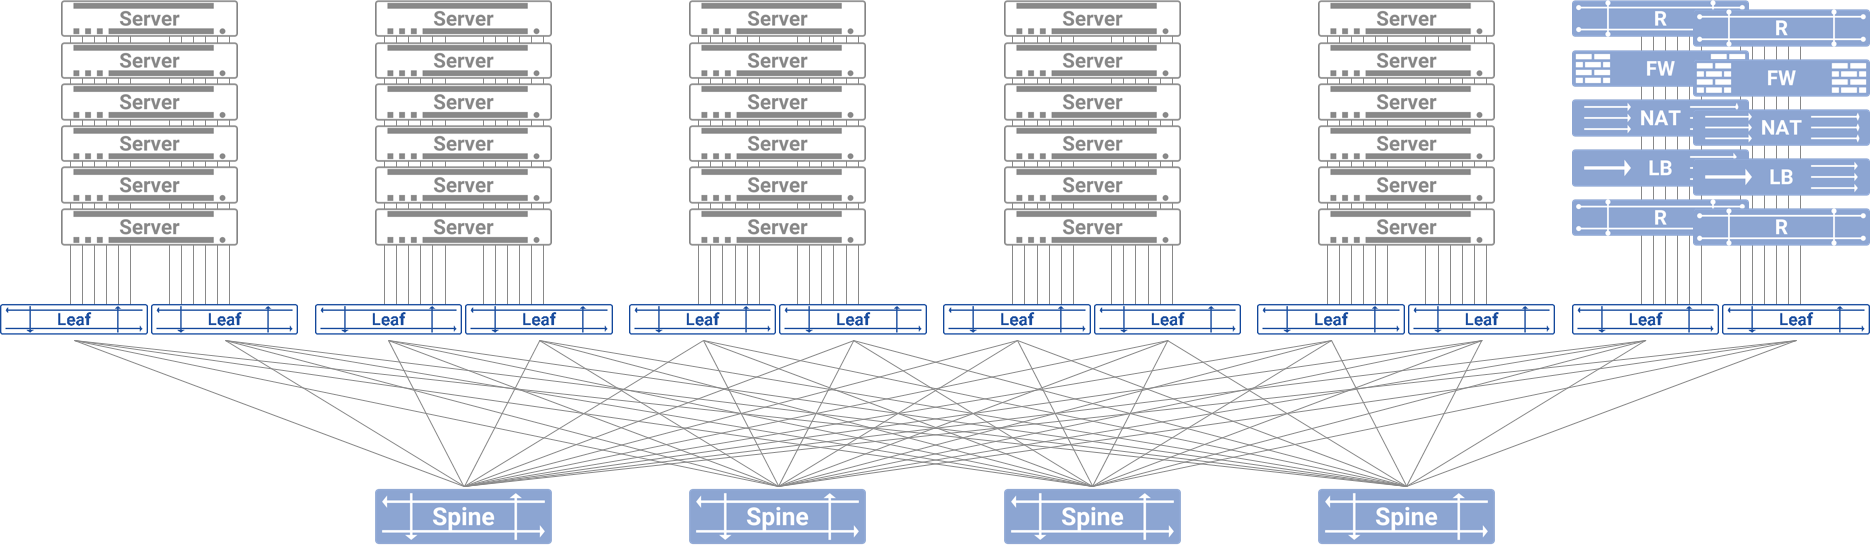 Server Server Server Server Server R R
Server Server Server Server Server FW FW
Server Server Server Server Server NAT NAT
Server Server Server Server Server LB LB
Server Server Server Server Server R R
Server Server Server Server Server
Leaf Leaf Leaf Leaf Leaf Leaf Leaf Leaf Leaf Leaf Leaf Leaf
Spine Spine Spine Spine